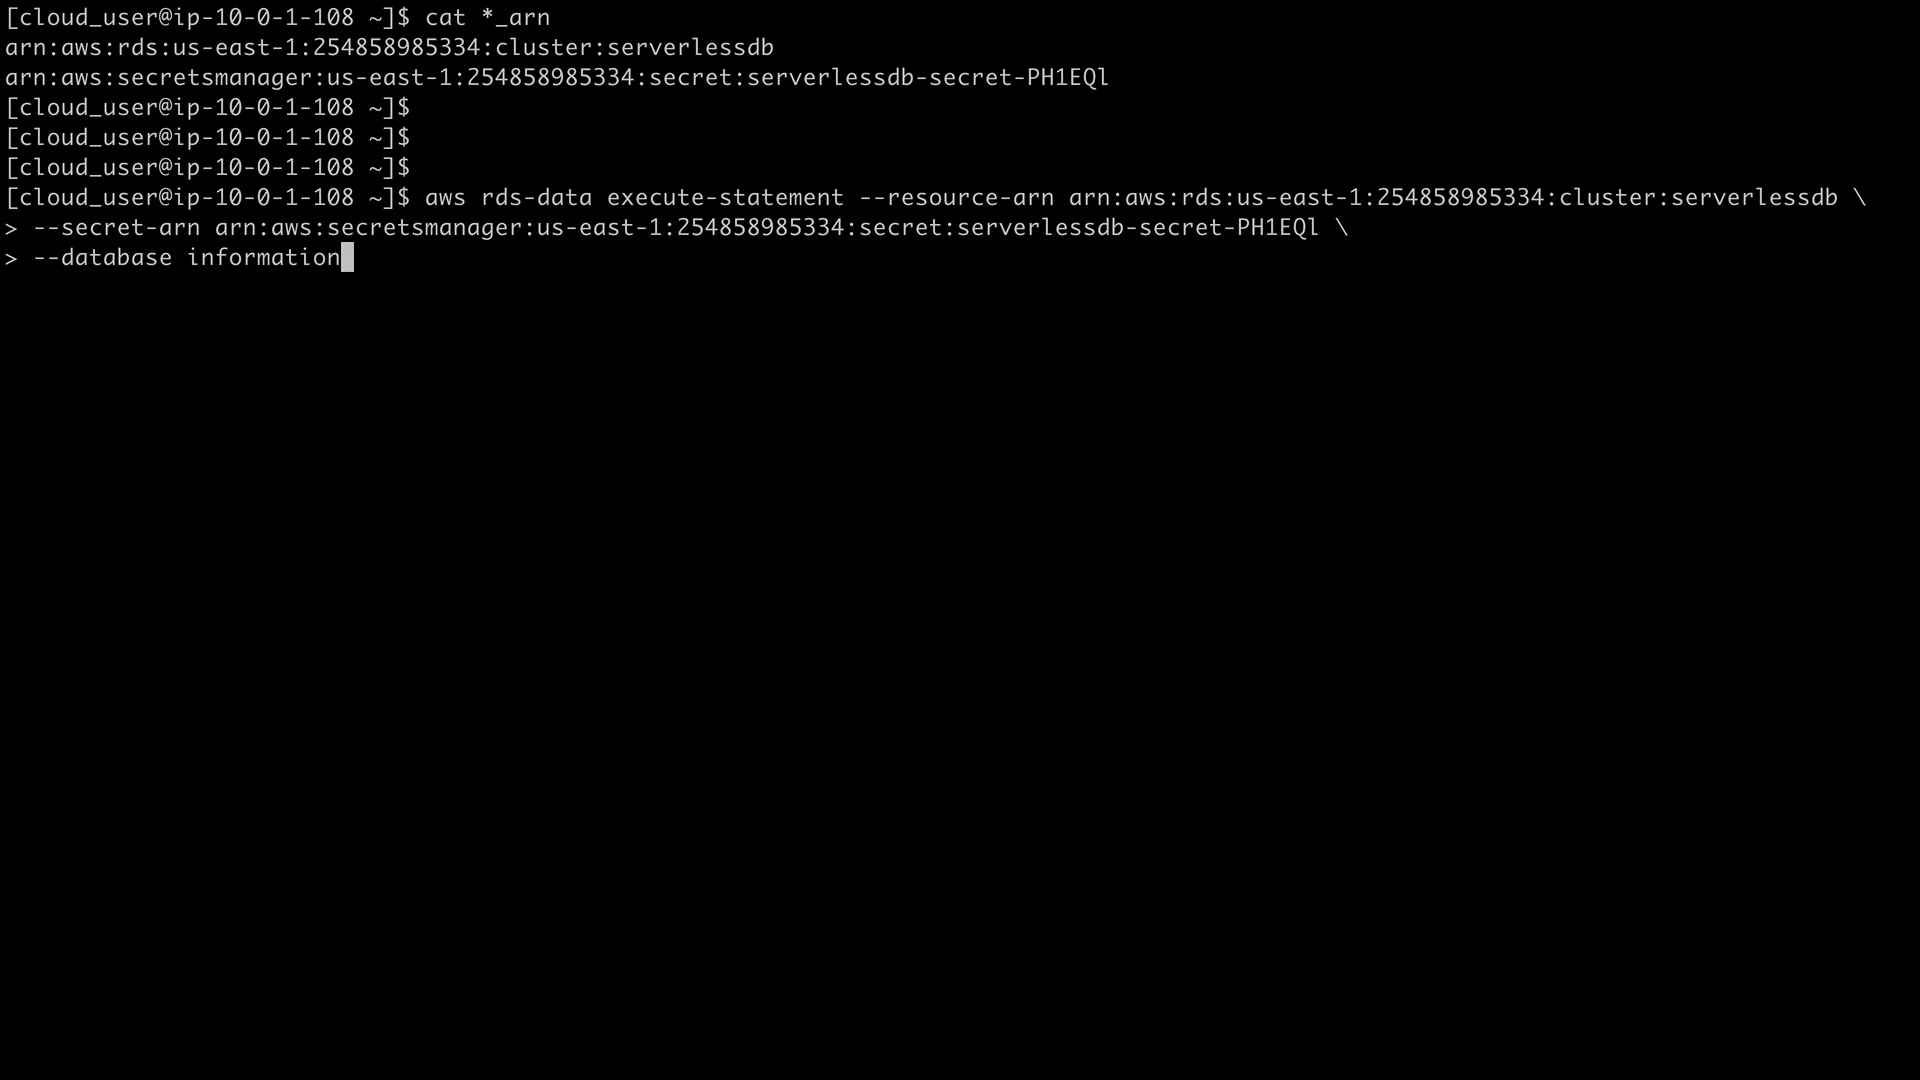 [cloud_user@ip-10-0-1-108 ~]$ cat *_arn
arn:aws:rds:us-east-1:254858985334:cluster:serverlessdb
arn:aws:secretsmanager:us-east-1:254858985334:secret:serverlessdb-secret-PH1EQl
[cloud_user@ip-10-0-1-108 ~]$
[cloud_user@ip-10-0-1-108 ~]$
[cloud_user@ip-10-0-1-108 ~]$
[cloud_user@ip-10-0-1-108 ~]$ aws rds-data execute-statement --resource-arn arn:aws:rds:us-east-1:254858985334:cluster:serverlessdb \
> --secret-arn arn:aws:secretsmanager:us-east-1:254858985334:secret:serverlessdb-secret-PH1EQl \
> --database information